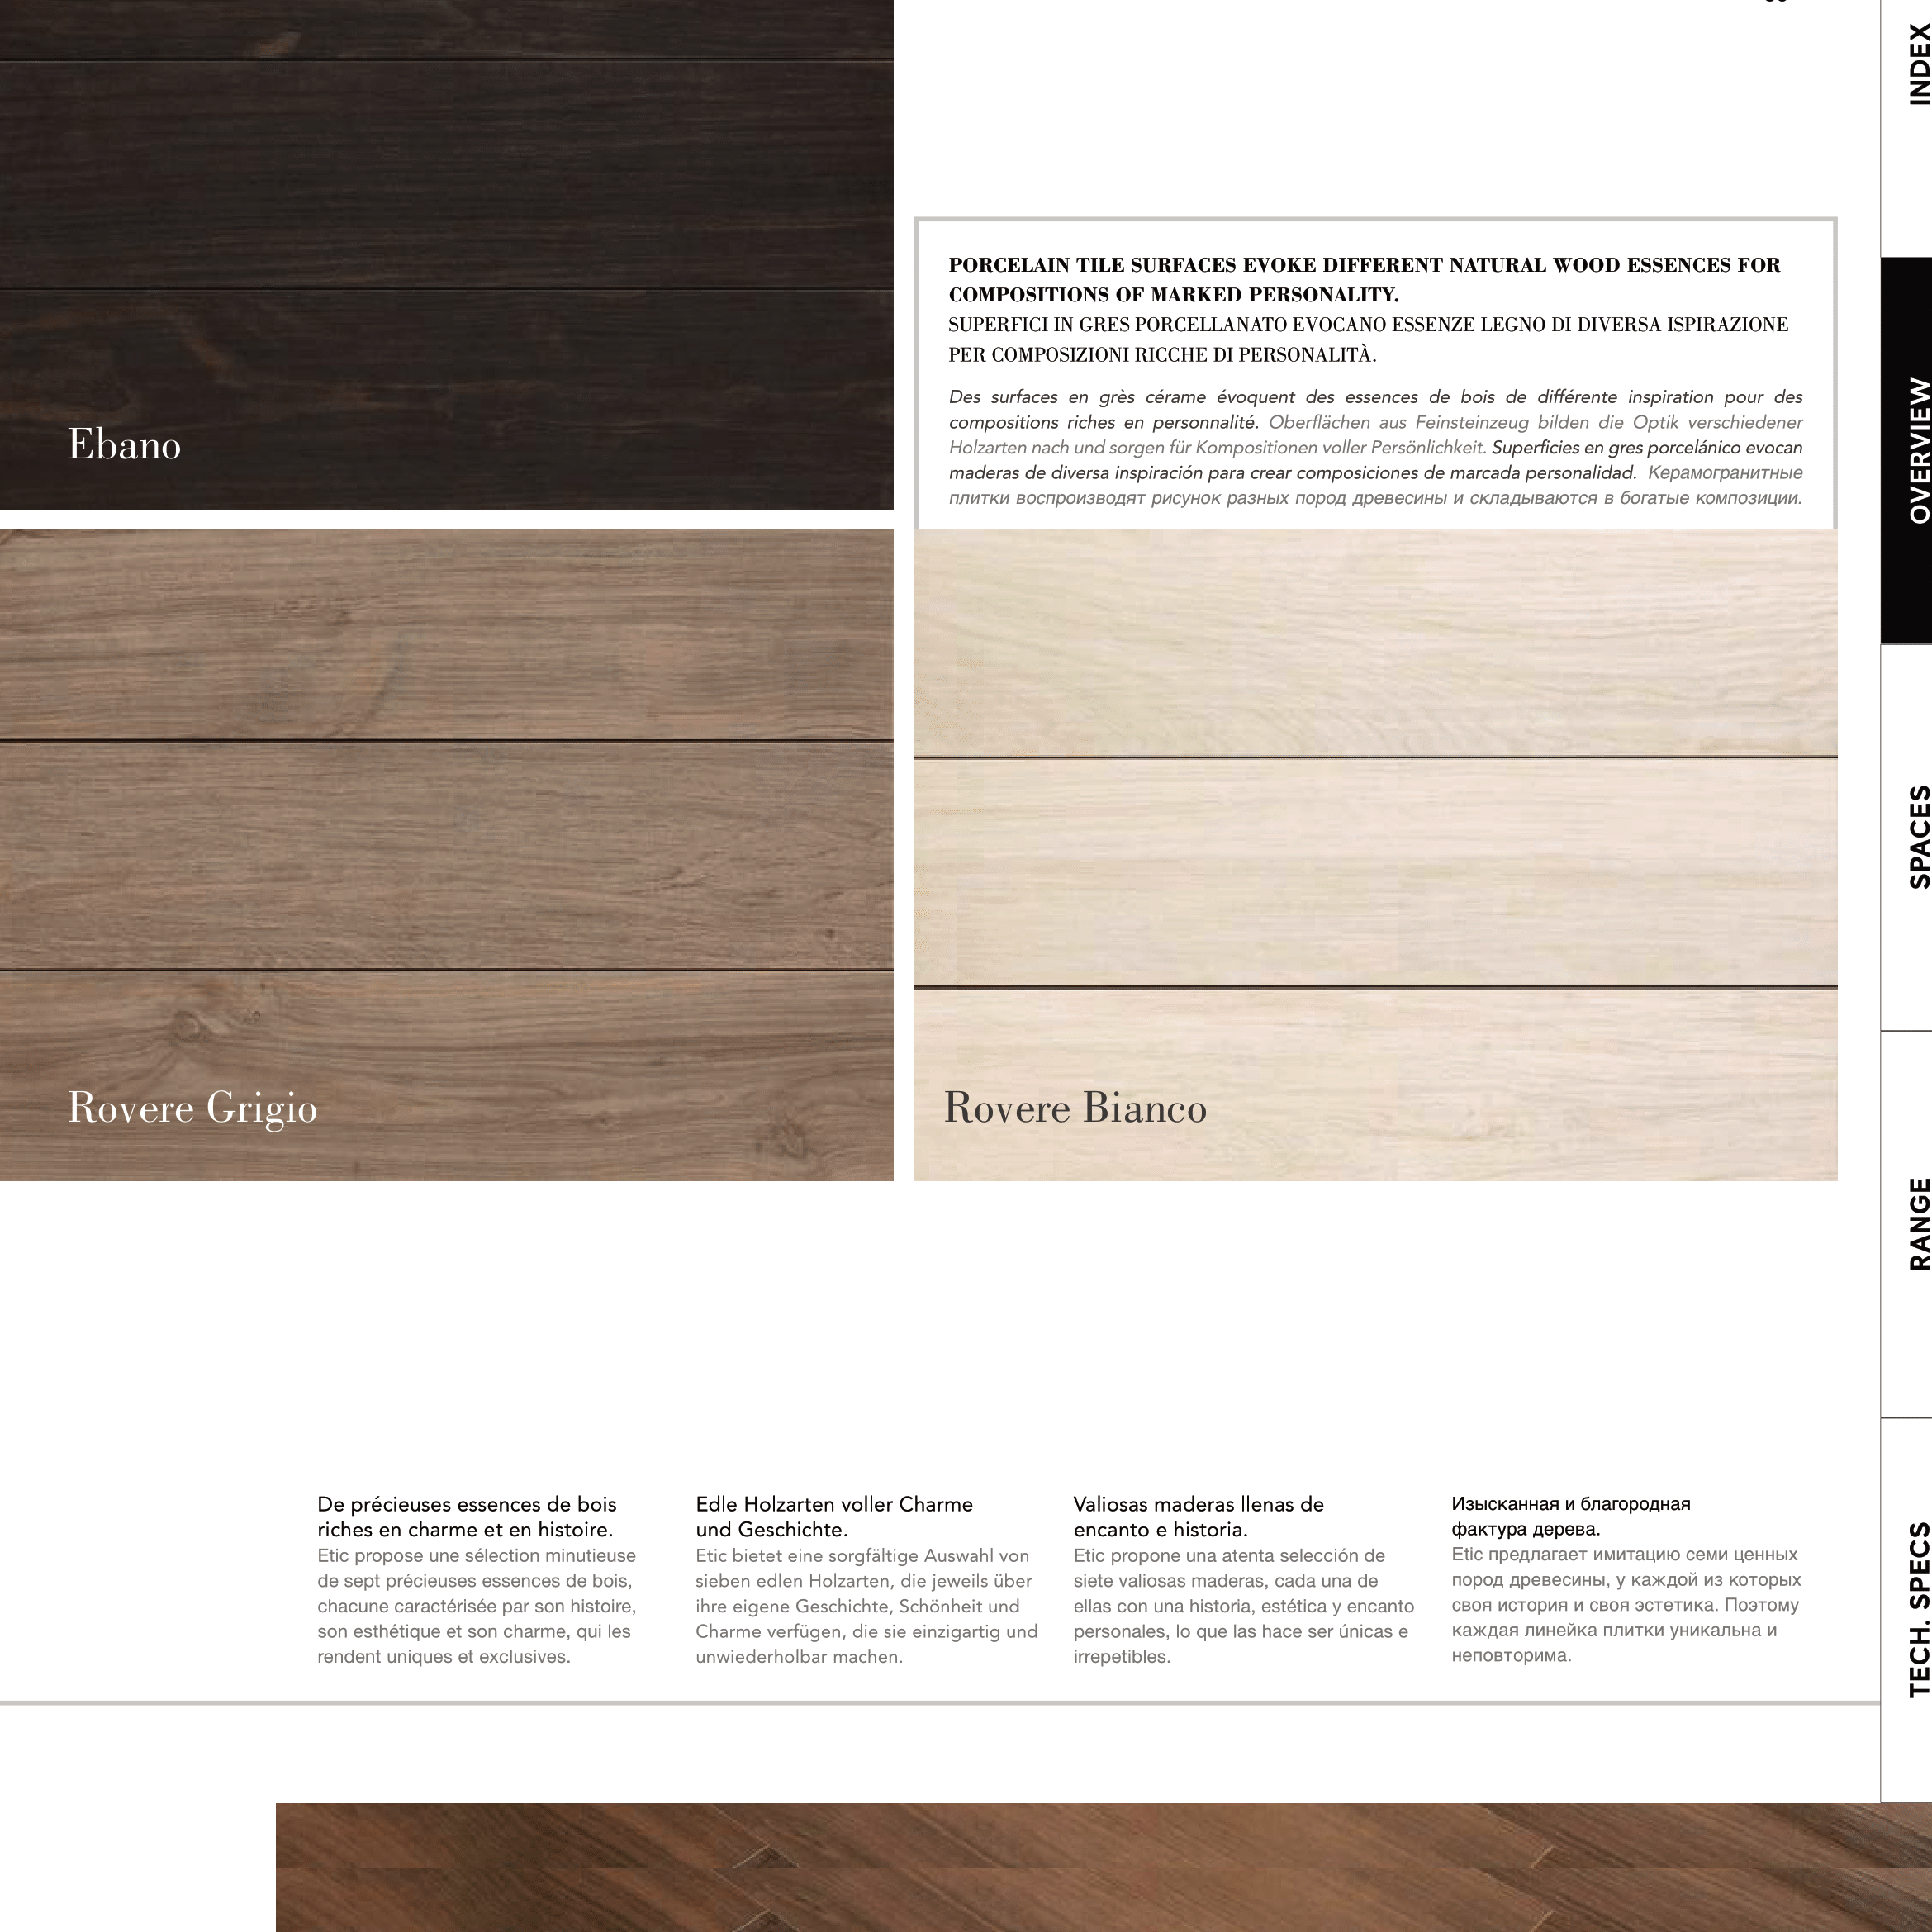 INDEX
OVERVIEW
SPACES
RANGE
TECH. SPECS
Ebano
PORCELAIN TILE SURFACES EVOKE DIFFERENT NATURAL WOOD ESSENCES FOR
COMPOSITIONS OF MARKED PERSONALITY.
SUPERFICI IN GRES PORCELLANATO EVOCANO ESSENZE LEGNO DI DIVERSA ISPIRAZIONE
PER COMPOSIZIONI RICCHE DI PERSONALITÀ.
Des surfaces en grès cérame évoquent des essences de bois de différente inspiration pour des
compositions riches en personnalité. Oberflächen aus Feinsteinzeug bilden die Optik verschiedener
Holzarten nach und sorgen für Kompositionen voller Persönlichkeit. Superficies en gres porcelánico evocan
maderas de diversa inspiración para crear composiciones de marcada personalidad. Керамогранитные
плитки воспроизводят рисунок разных пород древесины и складываются в богатые композиции.
Rovere Grigio
Rovere Bianco
De précieuses essences de bois
riches en charme et en histoire.
Etic propose une sélection minutieuse
de sept précieuses essences de bois,
chacune caractérisée par son histoire,
son esthétique et son charme, qui les
rendent uniques et exclusives.
Edle Holzarten voller Charme
und Geschichte.
Etic bietet eine sorgfältige Auswahl von
sieben edlen Holzarten, die jeweils über
ihre eigene Geschichte, Schönheit und
Charme verfügen, die sie einzigartig und
unwiederholbar machen.
Valiosas maderas llenas de
encanto e historia.
Etic propone una atenta selección de
siete valiosas maderas, cada una de
ellas con una historia, estética y encanto
personales, lo que las hace ser únicas e
irrepetibles.
Изысканная и благородная
фактура дерева.
Etic предлагает имитацию семи ценных
пород древесины, у каждой из которых
своя история и своя эстетика. Поэтому
каждая линейка плитки уникальна и
неповторима.